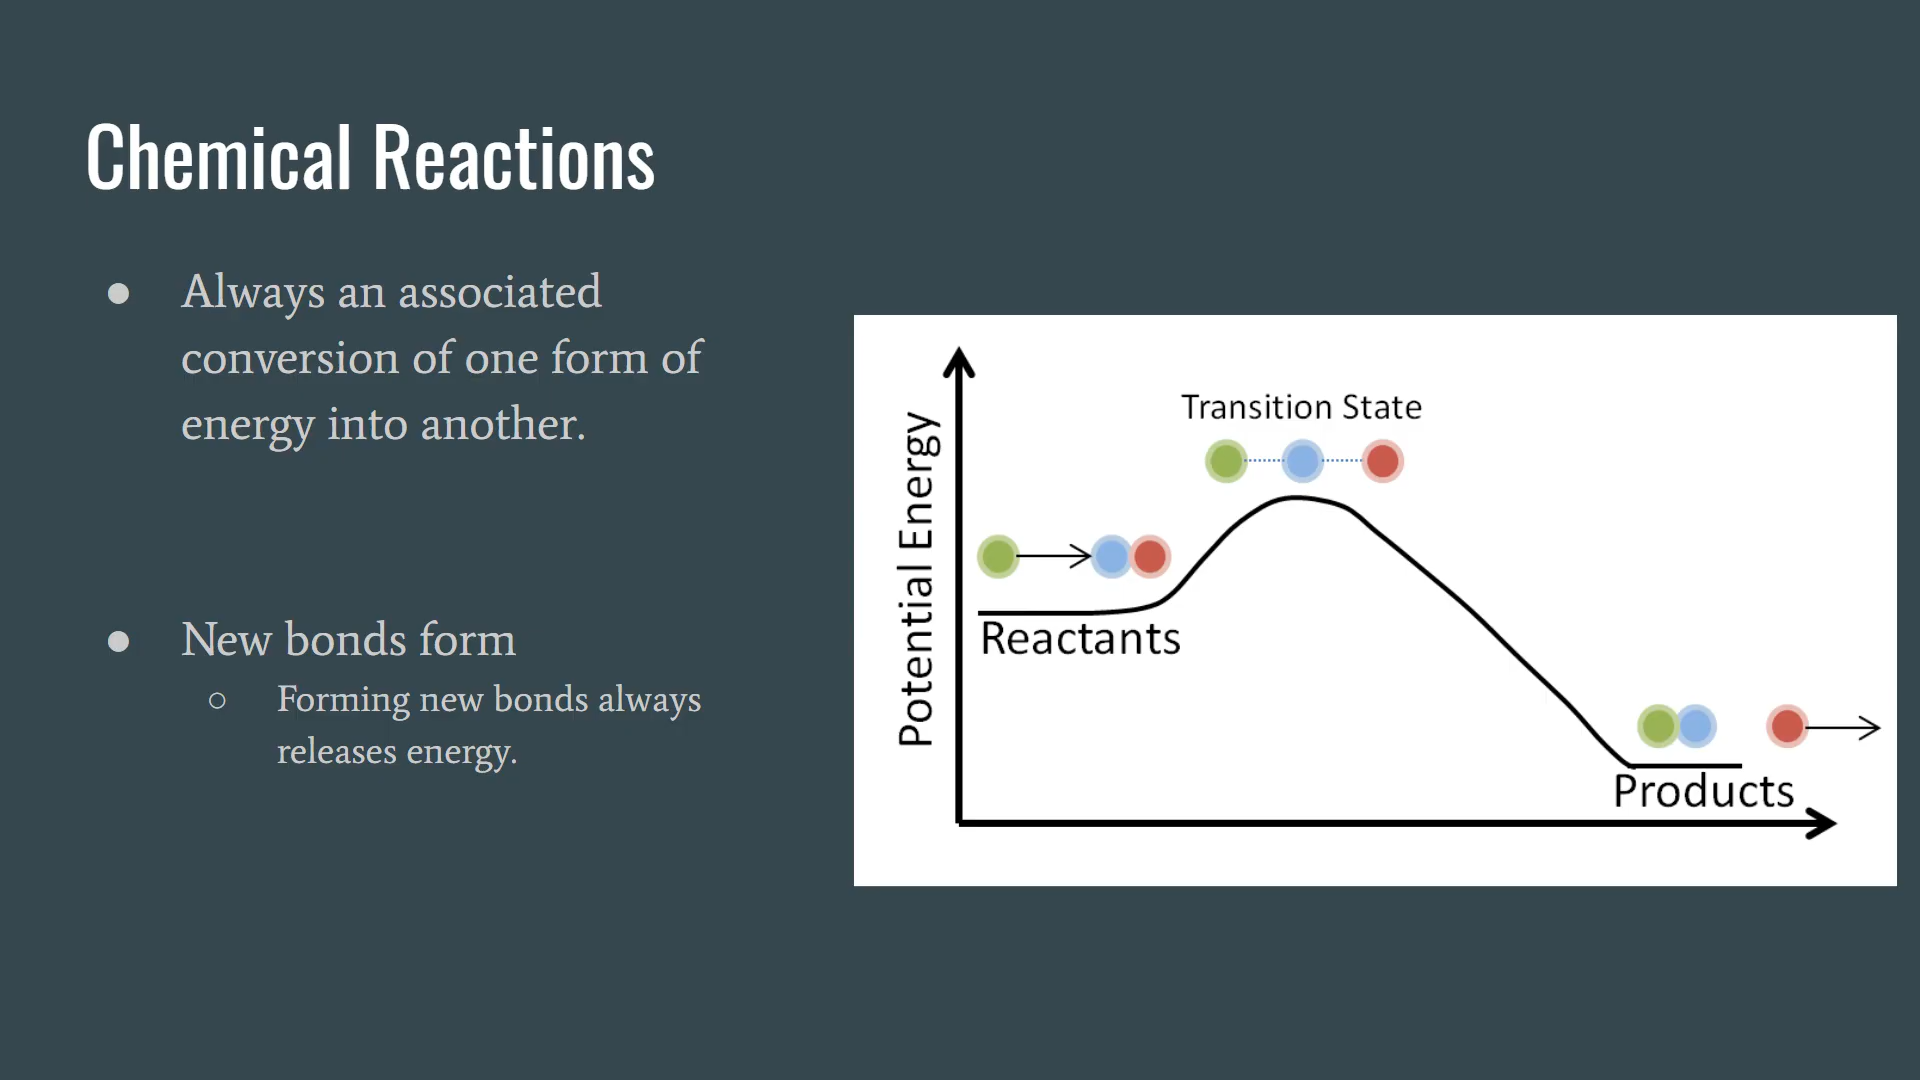 Chemical Reactions
● Always an associated
conversion of one form of
energy into another.
● New bonds form
○ Forming new bonds always
releases energy.
Potential Energy
Transition State
Reactants
Products